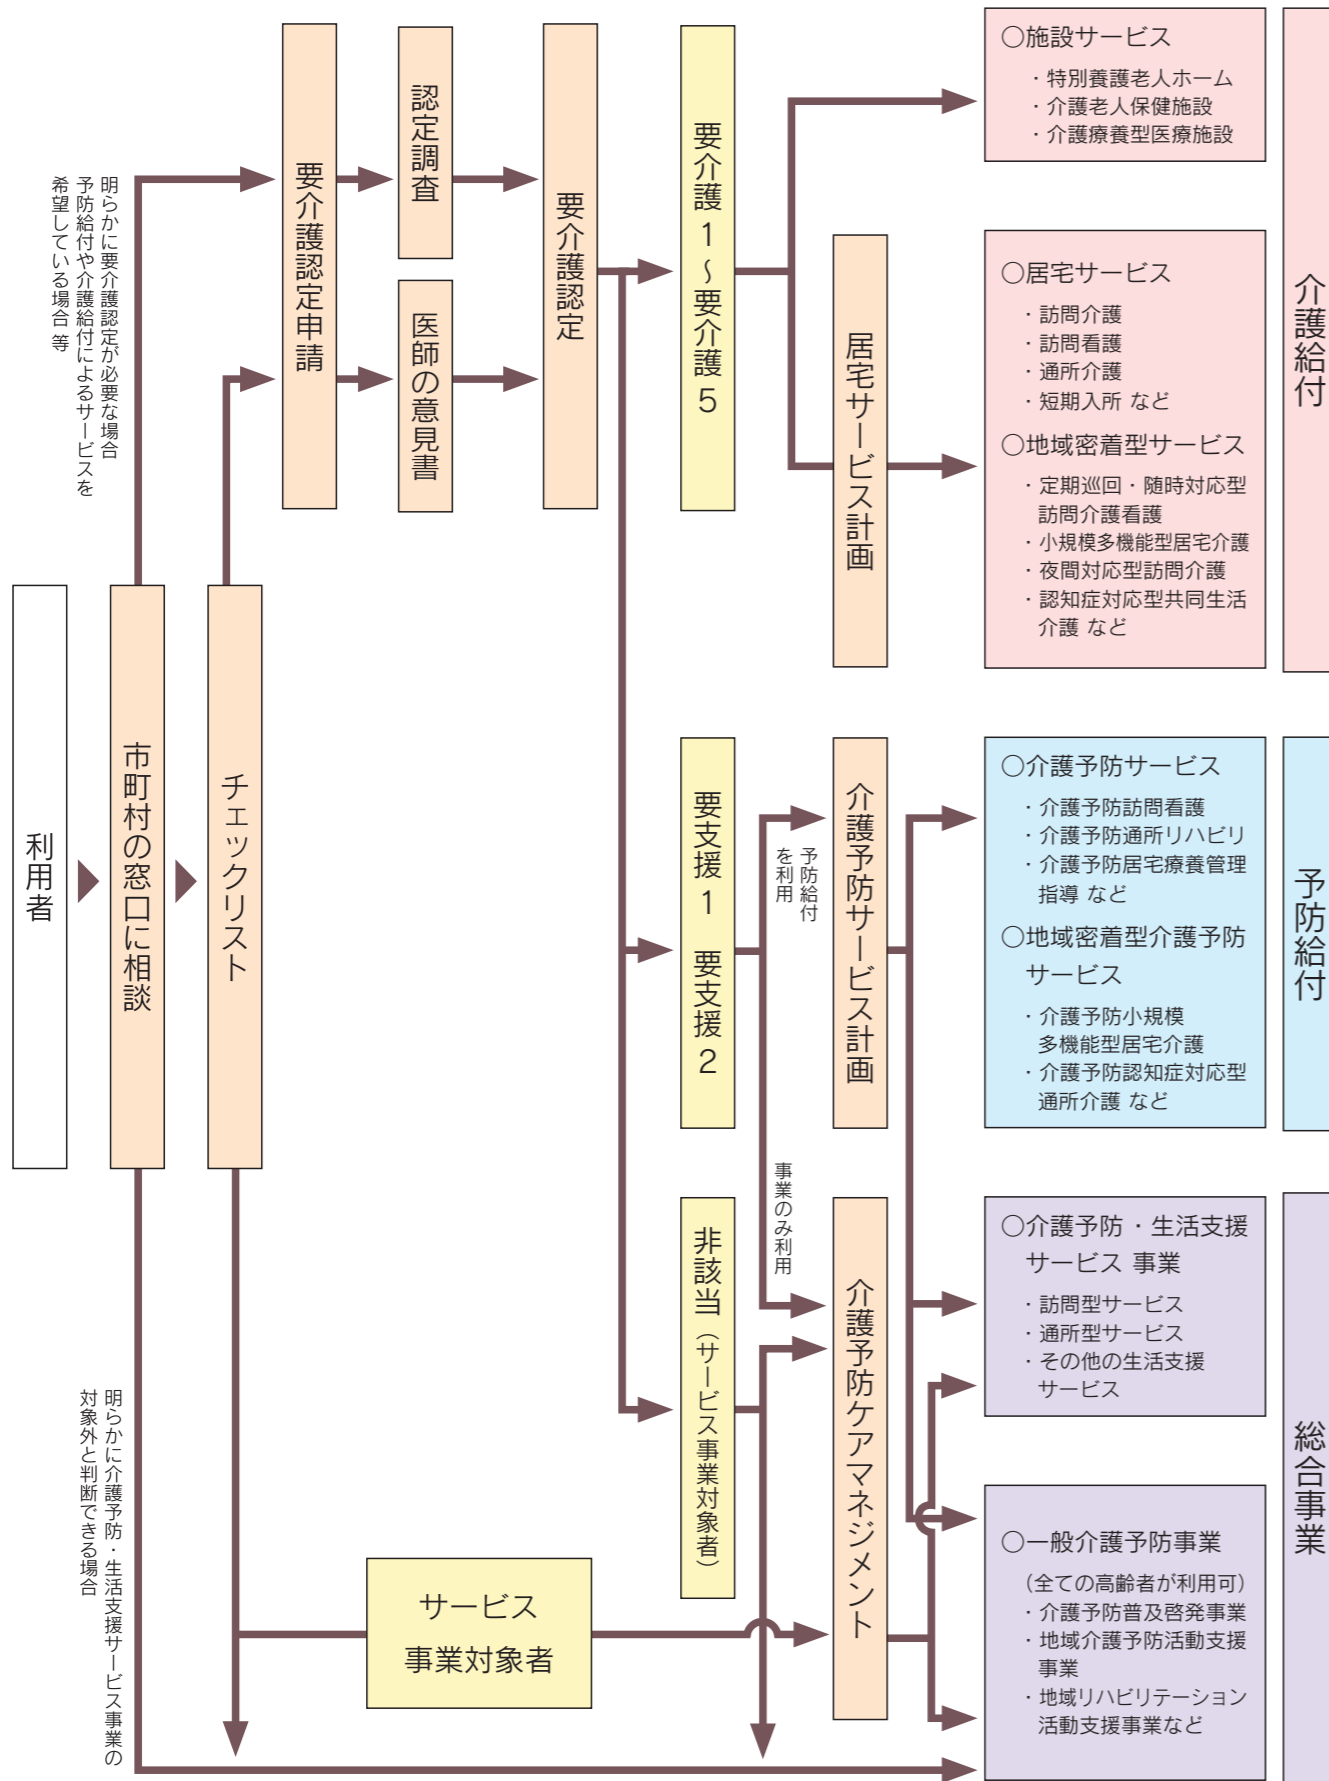 利用者
市町村の窓口に相談
チェックリスト
明らかに要介護認定が必要な場合
予防給付や介護給付によるサービスを
希望している場合 等
明らかに介護予防・生活支援サービス事業の
対象外と判断できる場合
要介護認定申請
認定調査
医師の意見書
要介護認定
要介護1〜要介護5
居宅サービス計画
○施設サービス
・特別養護老人ホーム
・介護老人保健施設
・介護療養型医療施設
○居宅サービス
・訪問介護
・訪問看護
・通所介護
・短期入所 など
○地域密着型サービス
・定期巡回・随時対応型
訪問介護看護
・小規模多機能型居宅介護
・夜間対応型訪問介護
・認知症対応型共同生活
介護 など
介護給付
要支援1 要支援2
予防給付
を利用
事業のみ利用
介護予防サービス計画
○介護予防サービス
・介護予防訪問看護
・介護予防通所リハビリ
・介護予防居宅療養管理
指導 など
○地域密着型介護予防
サービス
・介護予防小規模
多機能型居宅介護
・介護予防認知症対応型
通所介護 など
予防給付
非該当(サービス事業対象者)
サービス
事業対象者
介護予防ケアマネジメント
○介護予防・生活支援
サービス 事業
・訪問型サービス
・通所型サービス
・その他の生活支援
サービス
○一般介護予防事業
(全ての高齢者が利用可)
・介護予防普及啓発事業
・地域介護予防活動支援
事業
・地域リハビリテーション
活動支援事業など
総合事業